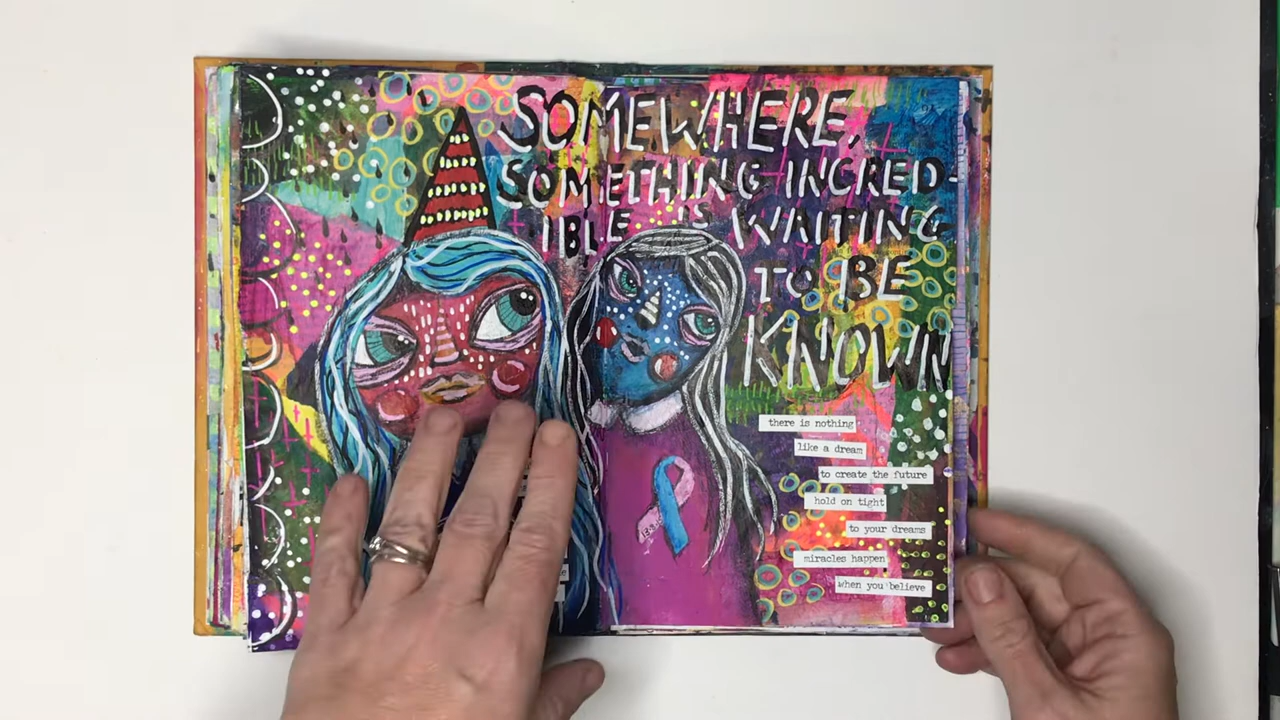 SOMEWHERE,
SOMETHING INCRED-
IBLE IS WAITING
TO BE
KNOWN
there is nothing
like a dream
to create the future
hold on tight
to your dreams
miracles happen
when you believe